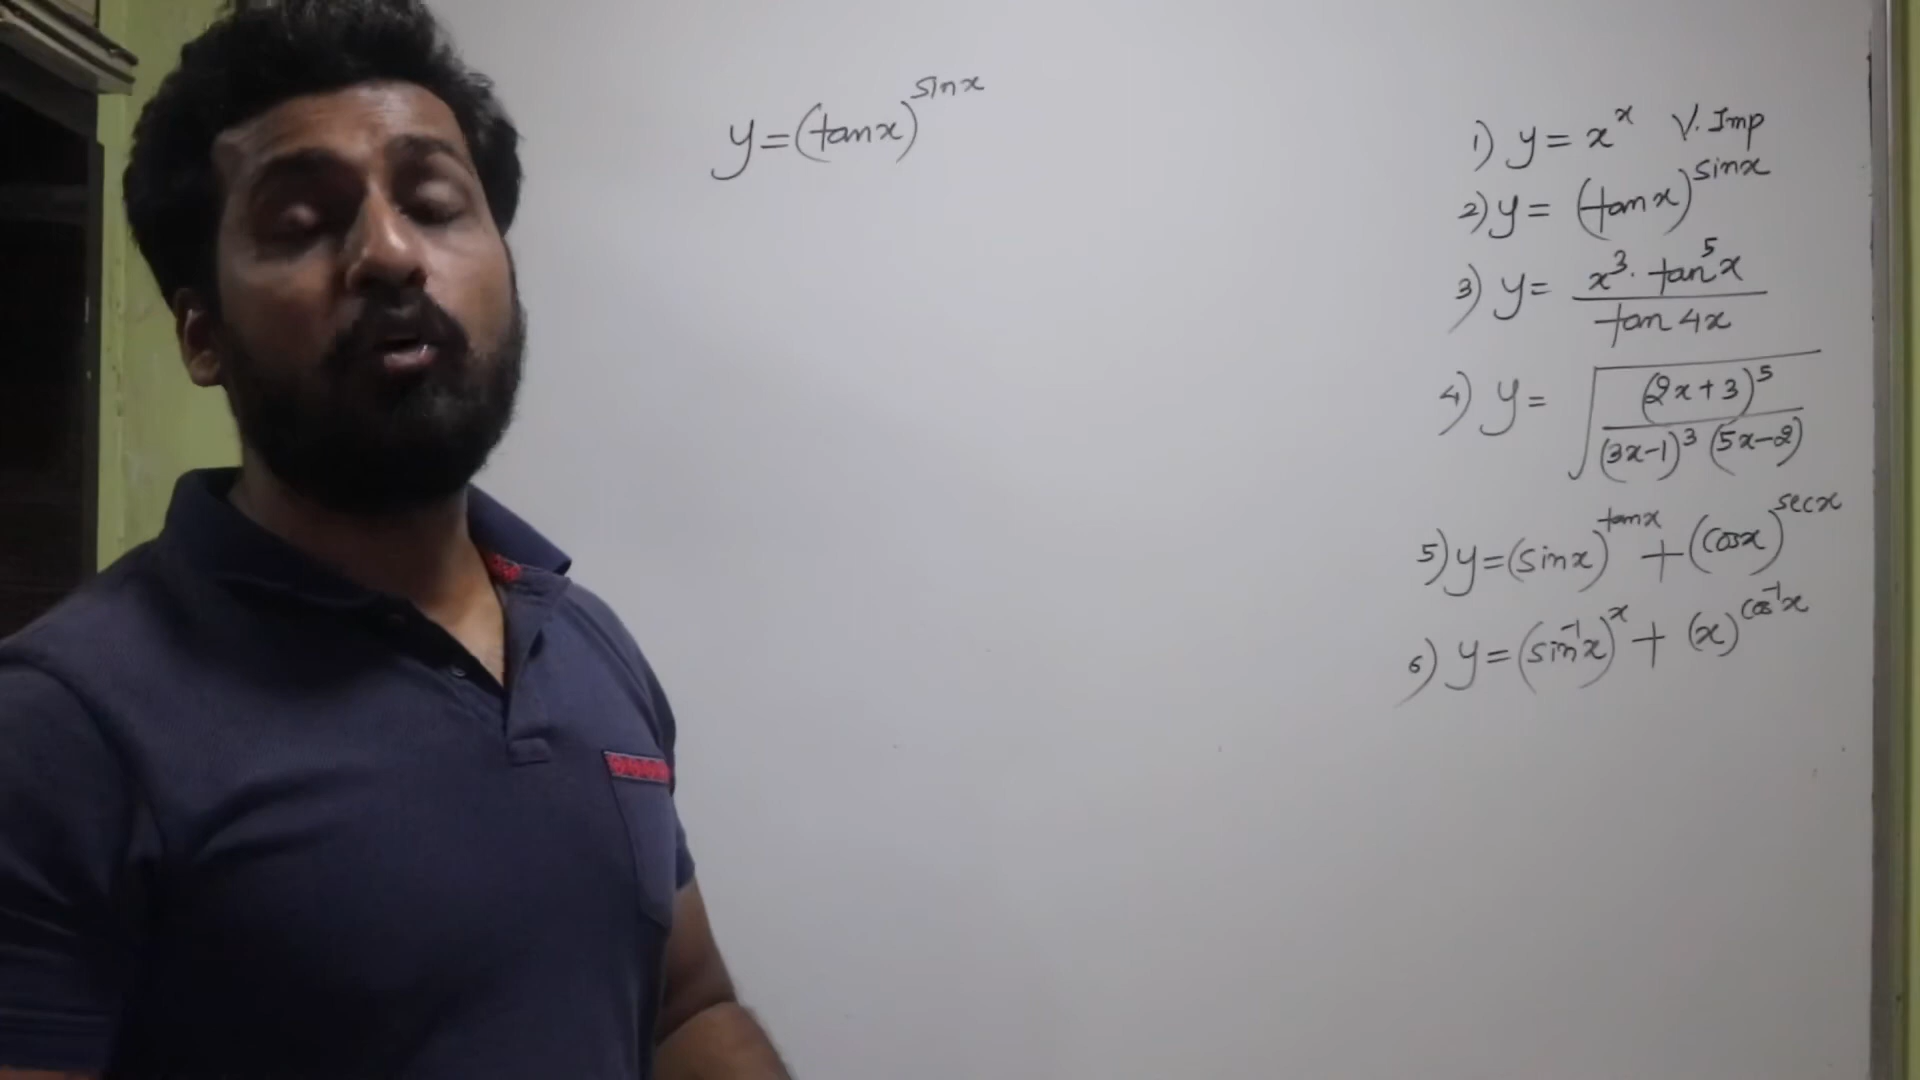 y=(tanx)^sinx
1) y = x^x V. Imp
2) y = (tanx)^sinx
3) y = x^3. tan^5x / tan 4x
4) y = √((2x+3)^5 / (3x-1)^3 (5x-2))
5) y=(sinx)^tanx + (cosx)^secx
6) y=(sin^-1x)^x + (x)^cos^-1x